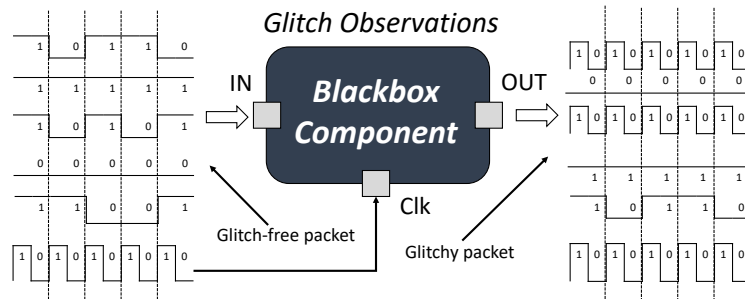 Glitch Observations
1 0 1 1 0
1 1 1 1 1
1 0 1 0 1
0 0 0 0 0
1 1 0 0 1
1 0 1 0 1 0 1 0 1 0
IN
Blackbox
Component
OUT
Clk
Glitch-free packet
Glitchy packet
1 0 1 0 1 0 1 0 1 0
0 0 0 0 0
1 0 1 0 1 0 1 0 1 0
1 1 1 1 1
1 0 1 1 0
1 0 1 0 1 0 1 0 1 0